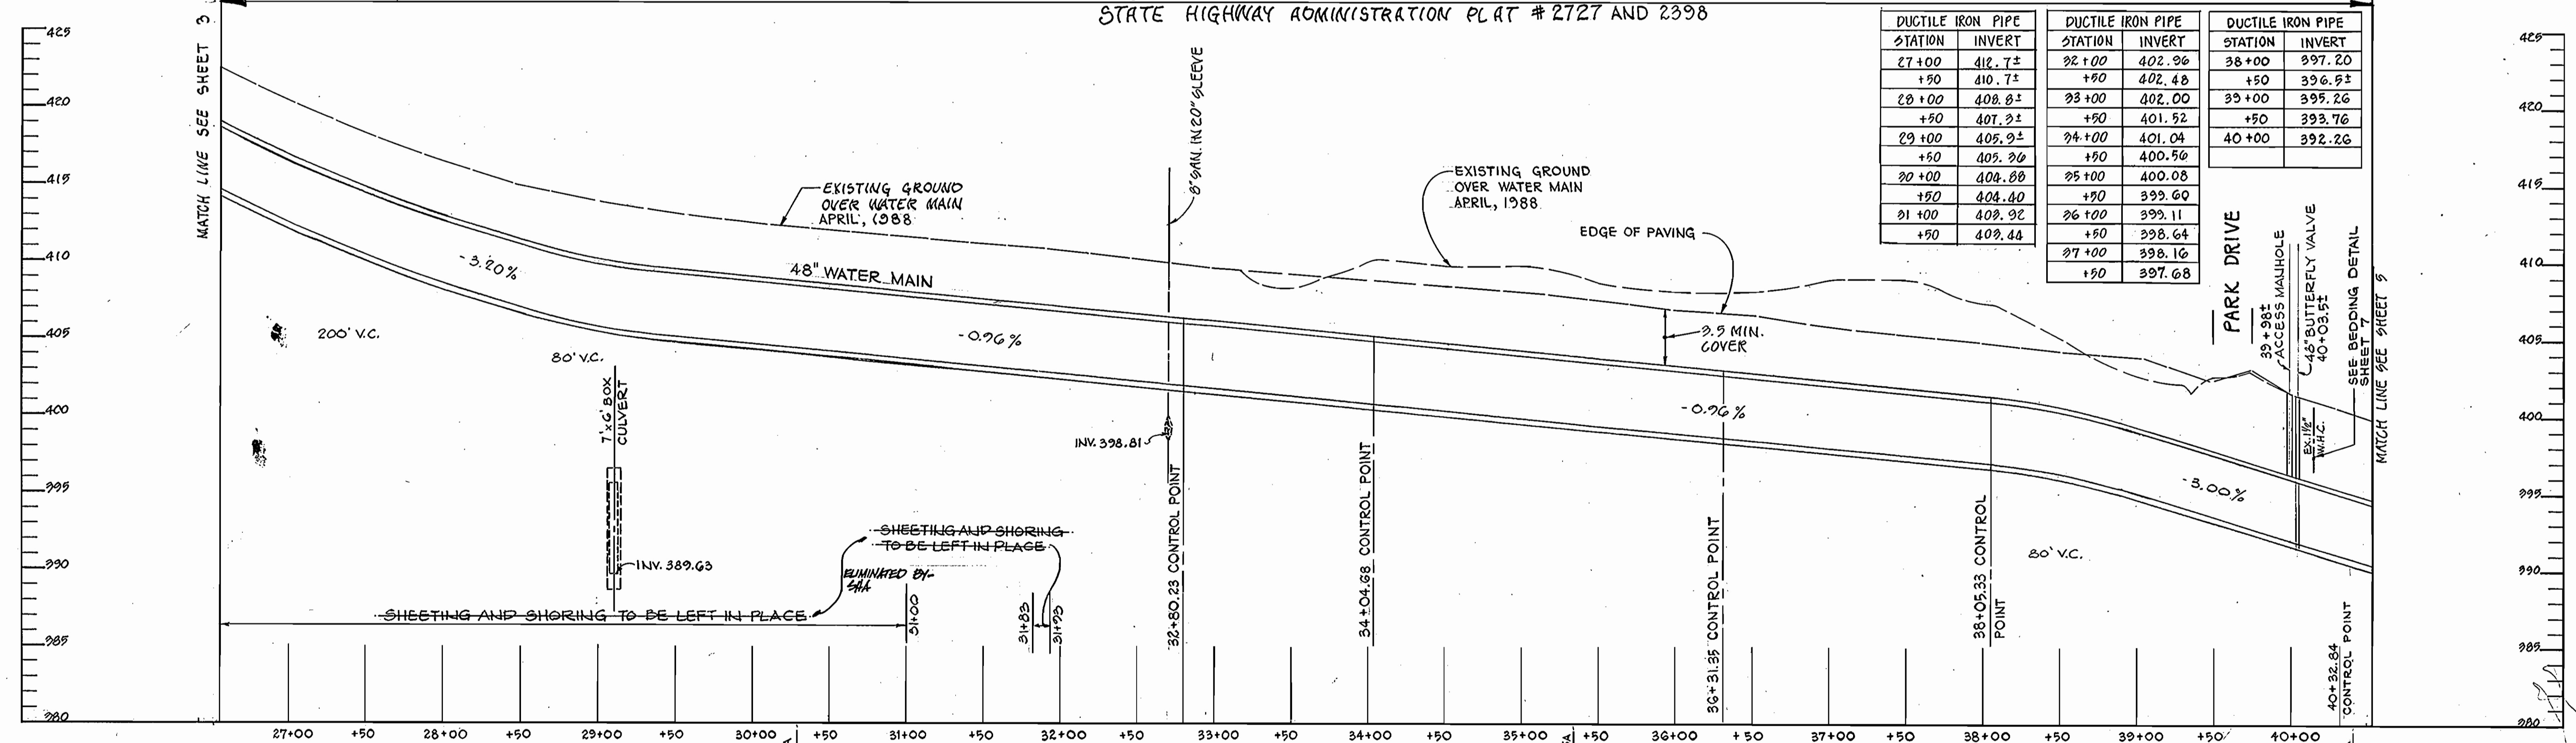 STATE HIGHWAY ADMINISTRATION PLAT # 2727 AND 2398
MATCH LINE SEE SHEET 3
425
420
415
410
405
400
395
390
385
380
EXISTING GROUND
OVER WATER MAIN
APRIL, 1988
8" SAN. IN 20" SLEEVE
EXISTING GROUND
OVER WATER MAIN
APRIL, 1988
EDGE OF PAVING
3.5 MIN.
COVER
-3.20%
48" WATER MAIN
-0.96%
-0.96%
-3.00%
200' V.C.
80' V.C.
7'x6' BOX
CULVERT
INV. 389.63
INV. 398.81
SHEETING AND SHORING
TO BE LEFT IN PLACE
ELIMINATED BY-
SHA
SHEETING AND SHORING TO BE LEFT IN PLACE
31+00
31+83
31+93
32+80.23 CONTROL POINT
34+04.68 CONTROL POINT
36+31.35 CONTROL POINT
38+05.33 CONTROL
POINT
80' V.C.
40+32.84
CONTROL POINT
DUCTILE IRON PIPE
STATION INVERT
27+00 412.7±
+50 410.7±
28+00 408.8±
+50 407.3±
29+00 405.9±
+50 405.36
30+00 404.88
+50 404.40
31+00 403.92
+50 403.44
DUCTILE IRON PIPE
STATION INVERT
32+00 402.96
+50 402.48
33+00 402.00
+50 401.52
34+00 401.04
+50 400.56
35+00 400.08
+50 399.60
36+00 399.11
+50 398.64
37+00 398.16
+50 397.68
DUCTILE IRON PIPE
STATION INVERT
38+00 397.20
+50 396.5±
39+00 395.26
+50 393.76
40+00 392.26
PARK DRIVE
39+98±
ACCESS MANHOLE
48" BUTTERFLY VALVE
40+03.5±
SEE BEDDING DETAIL
SHEET 7
EX. 1½"
W.H.C.
MATCH LINE SEE SHEET 5
425
420
415
410
405
400
395
390
385
380
27+00 +50 28+00 +50 29+00 +50 30+00 +50 31+00 +50 32+00 +50 33+00 +50 34+00 +50 35+00 +50 36+00 +50 37+00 +50 38+00 +50 39+00 +50 40+00